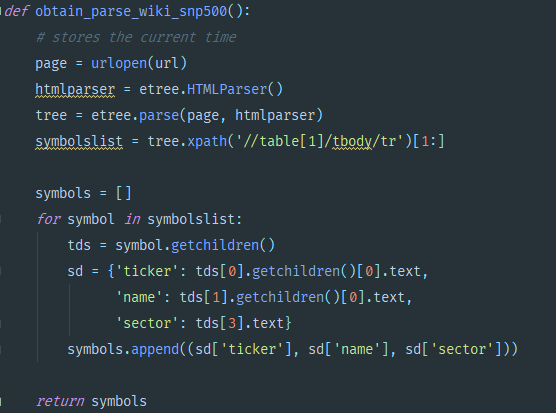 def obtain_parse_wiki_snp500():
    # stores the current time
    page = urlopen(url)
    htmlparser = etree.HTMLParser()
    tree = etree.parse(page, htmlparser)
    symbolslist = tree.xpath('//table[1]/tbody/tr')[1:]

    symbols = []
    for symbol in symbolslist:
        tds = symbol.getchildren()
        sd = {'ticker': tds[0].getchildren()[0].text,
              'name': tds[1].getchildren()[0].text,
              'sector': tds[3].text}
        symbols.append((sd['ticker'], sd['name'], sd['sector']))

    return symbols